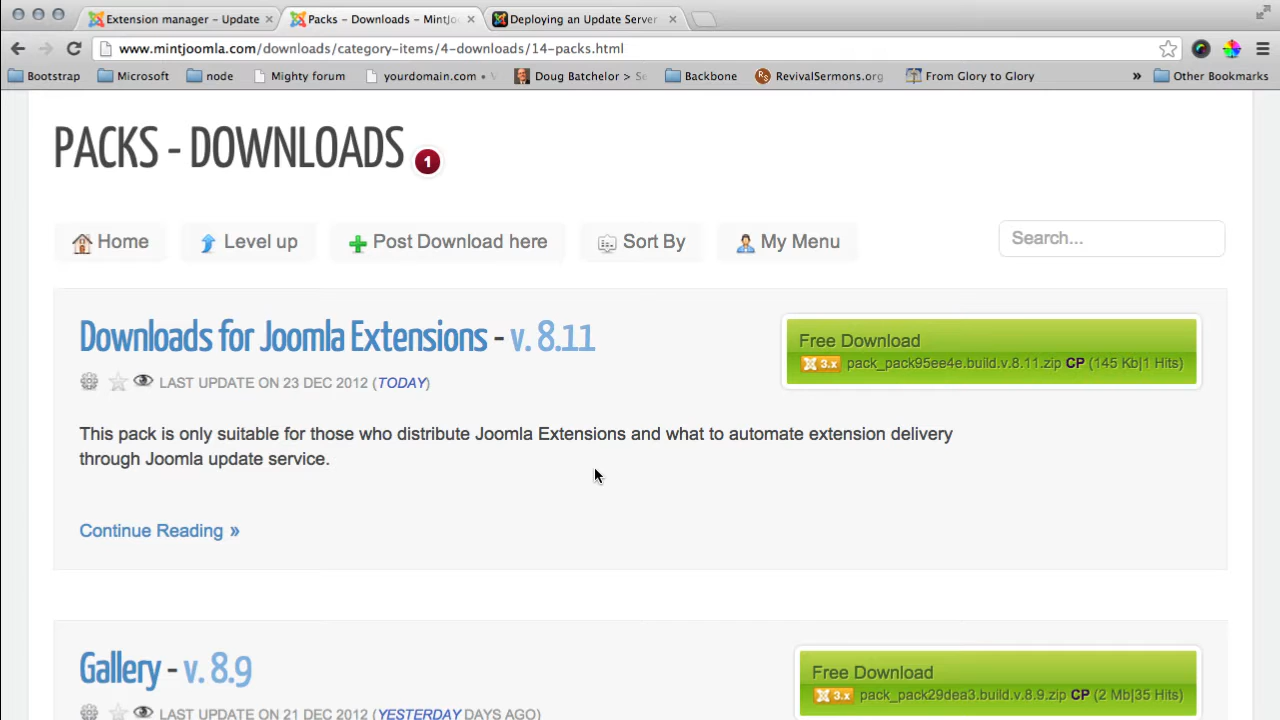 Extension manager - Update
Packs - Downloads - MintJo
Deploying an Update Server
www.mintjoomla.com/downloads/category-items/4-downloads/14-packs.html
Bootstrap
Microsoft
node
Mighty forum
yourdomain.com •
Doug Batchelor > Se
Backbone
RevivalSermons.org
From Glory to Glory
»
Other Bookmarks
PACKS - DOWNLOADS 1
Home
Level up
Post Download here
Sort By
My Menu
Search...
Downloads for Joomla Extensions - v. 8.11
Free Download
3.x pack_pack95ee4e.build.v.8.11.zip CP (145 Kb|1 Hits)
LAST UPDATE ON 23 DEC 2012 (TODAY)
This pack is only suitable for those who distribute Joomla Extensions and what to automate extension delivery
through Joomla update service.
Continue Reading »
Gallery - v. 8.9
Free Download
3.x pack_pack29dea3.build.v.8.9.zip CP (2 Mb|35 Hits)
LAST UPDATE ON 21 DEC 2012 (YESTERDAY DAYS AGO)